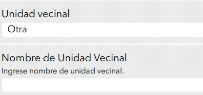 Unidad vecinal
Otra
Nombre de Unidad Vecinal
Ingrese nombre de unidad vecinal.